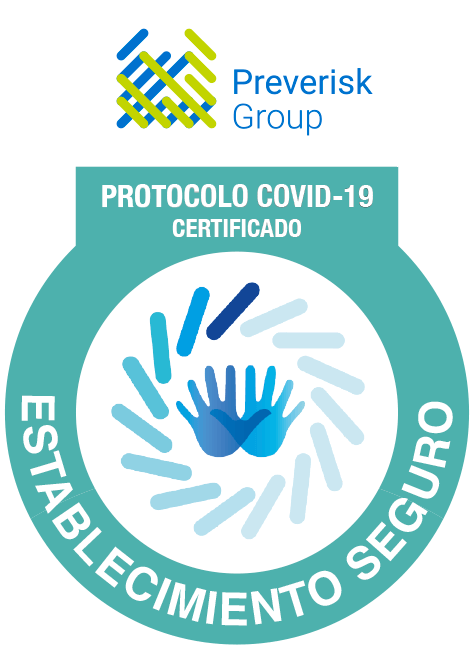 Preverisk
Group
PROTOCOLO COVID-19
CERTIFICADO
ESTABLECIMIENTO SEGURO